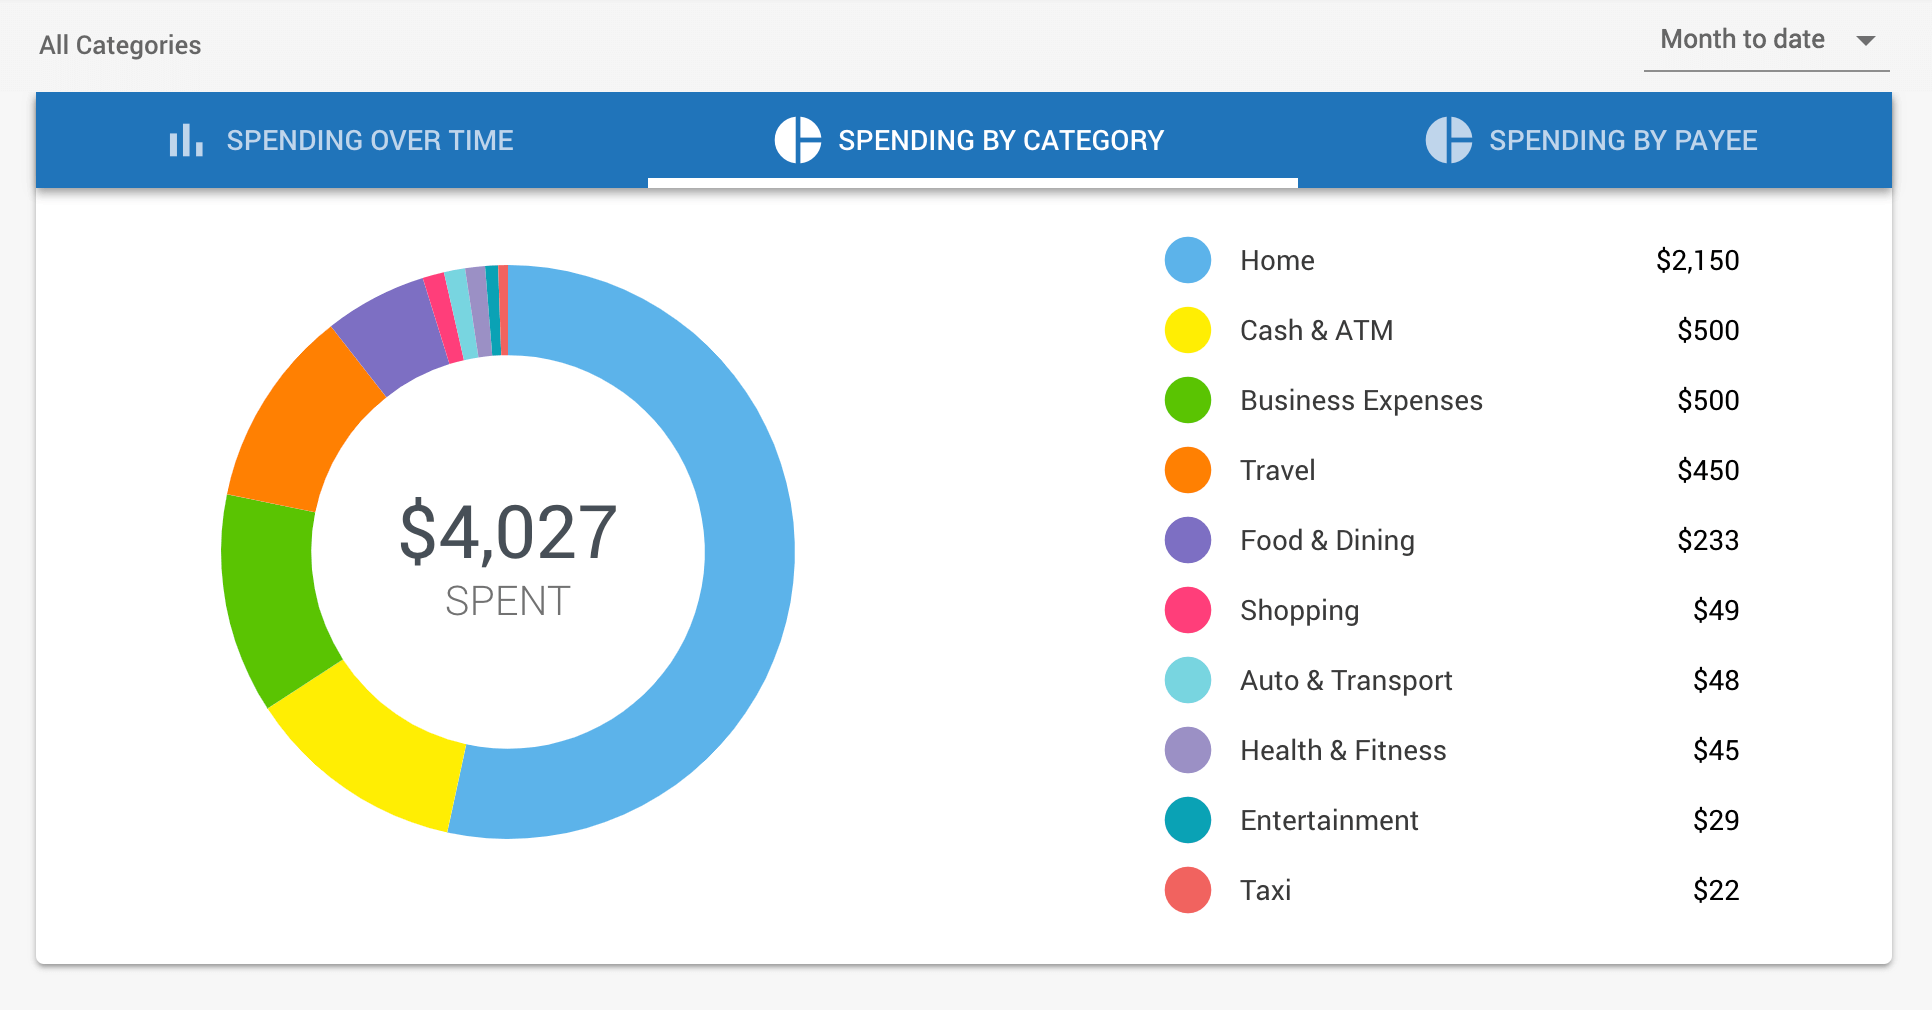 All Categories
Month to date
SPENDING OVER TIME
SPENDING BY CATEGORY
SPENDING BY PAYEE
$4,027
SPENT
Home $2,150
Cash & ATM $500
Business Expenses $500
Travel $450
Food & Dining $233
Shopping $49
Auto & Transport $48
Health & Fitness $45
Entertainment $29
Taxi $22